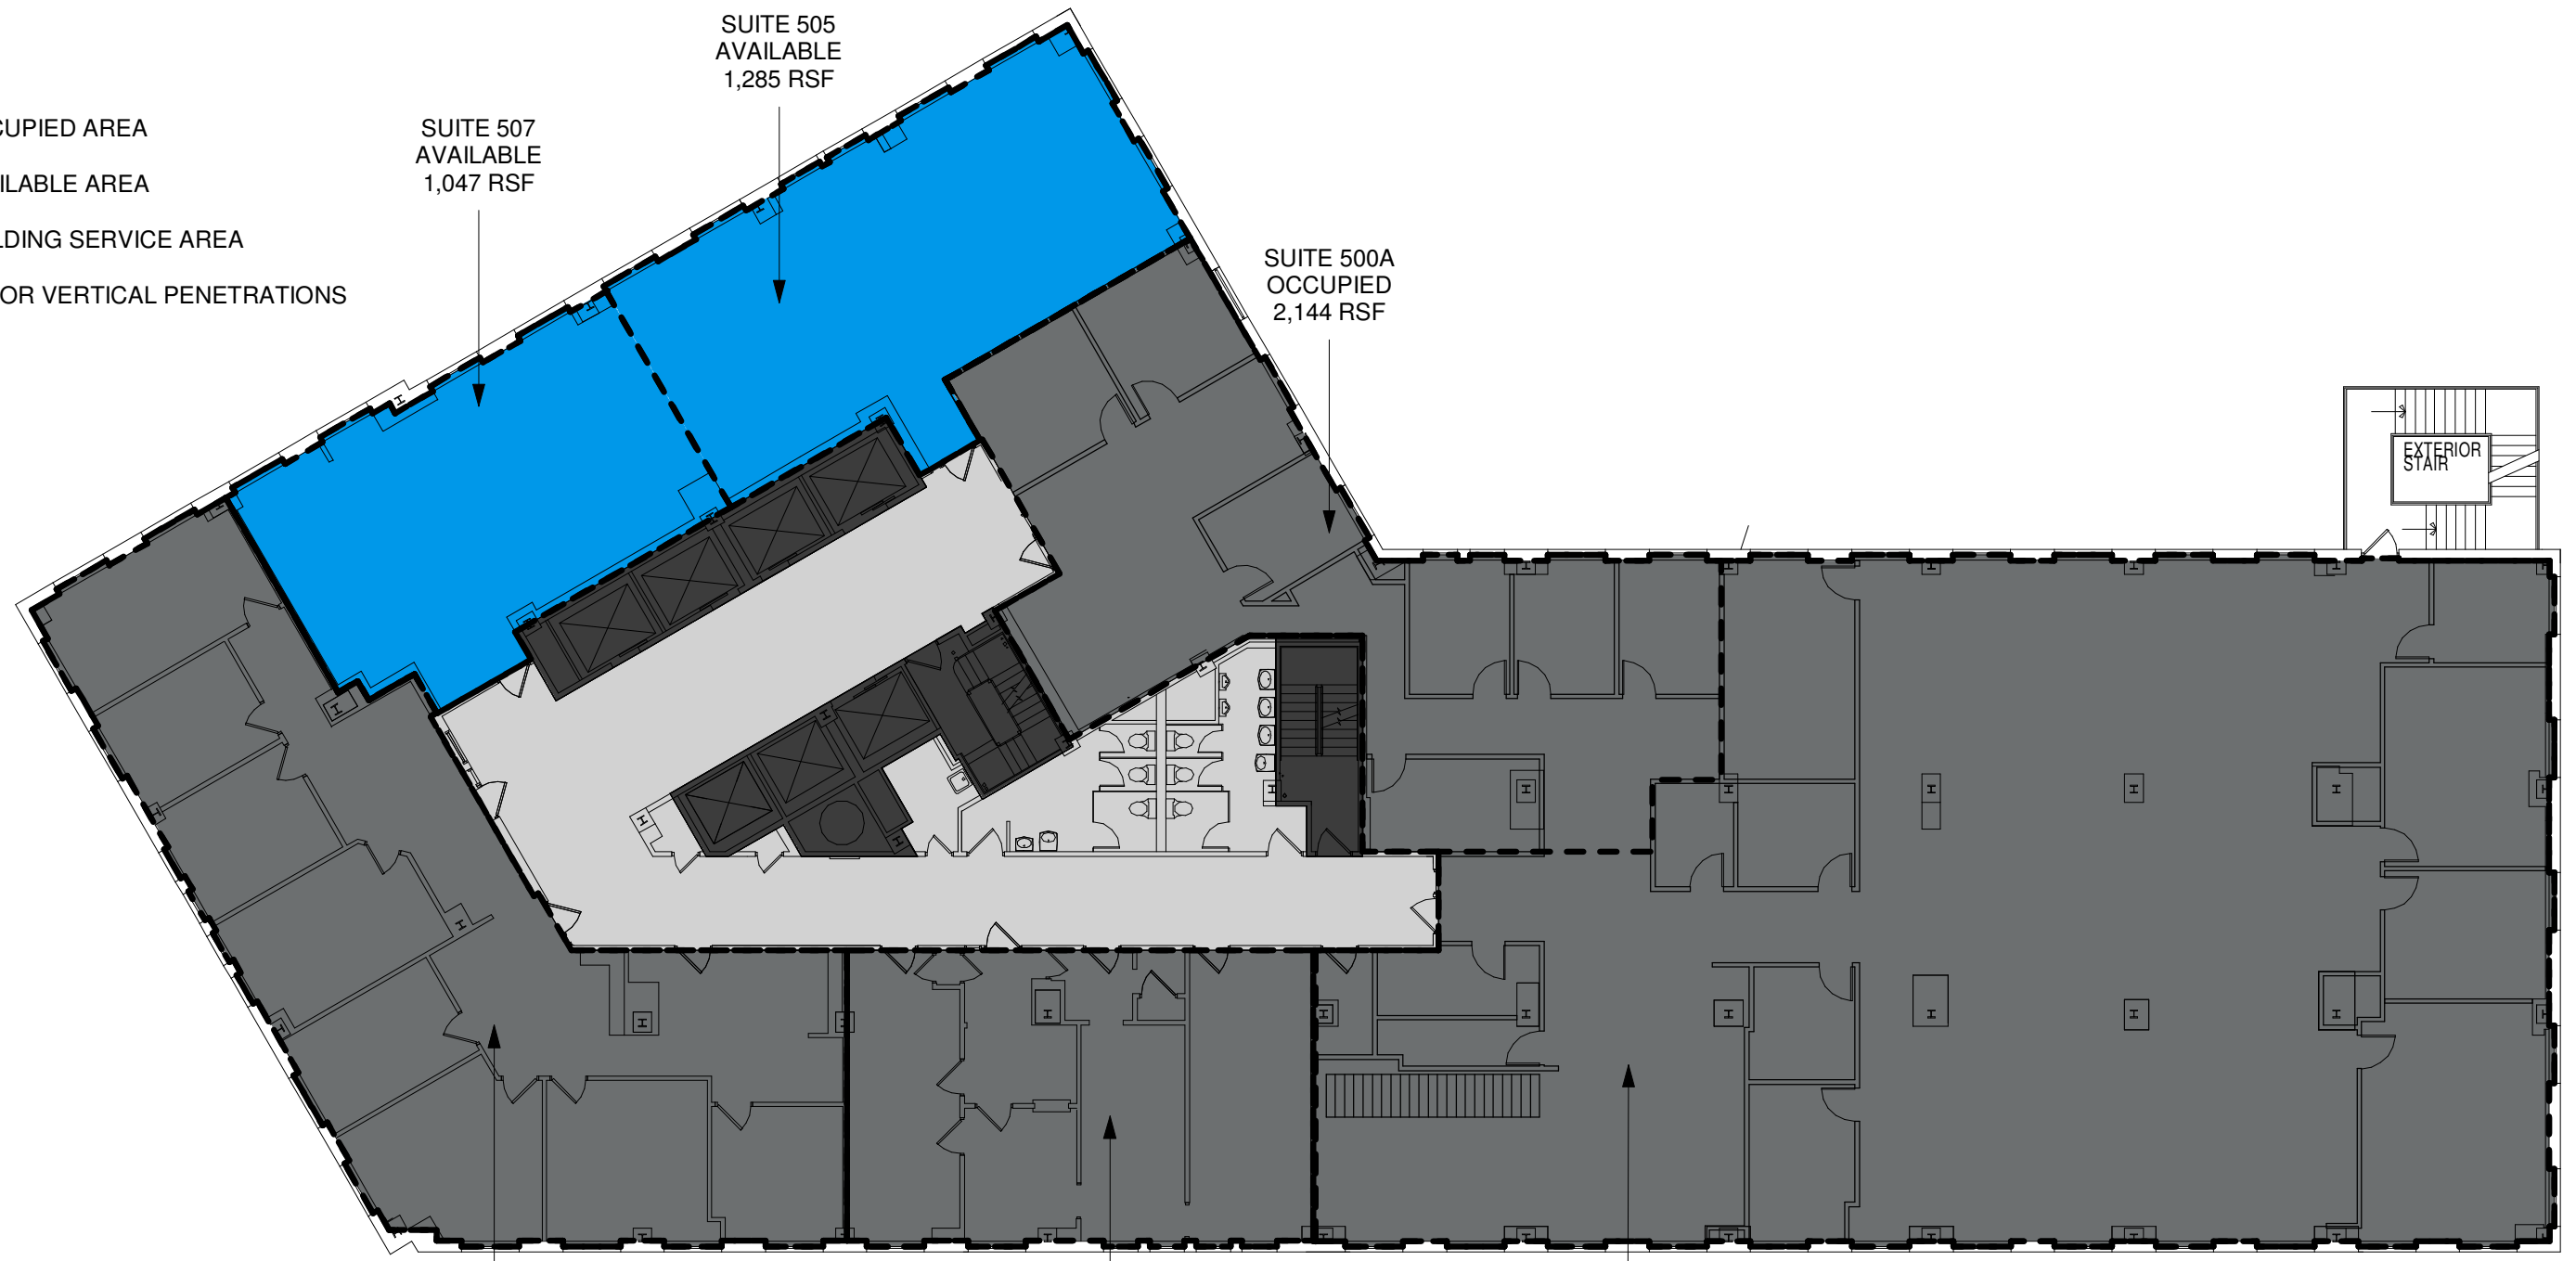 SUITE 505
AVAILABLE
1,285 RSF
CUPIED AREA
ILABLE AREA
LDING SERVICE AREA
OR VERTICAL PENETRATIONS
SUITE 507
AVAILABLE
1,047 RSF
SUITE 500A
OCCUPIED
2,144 RSF
EXTERIOR
STAIR